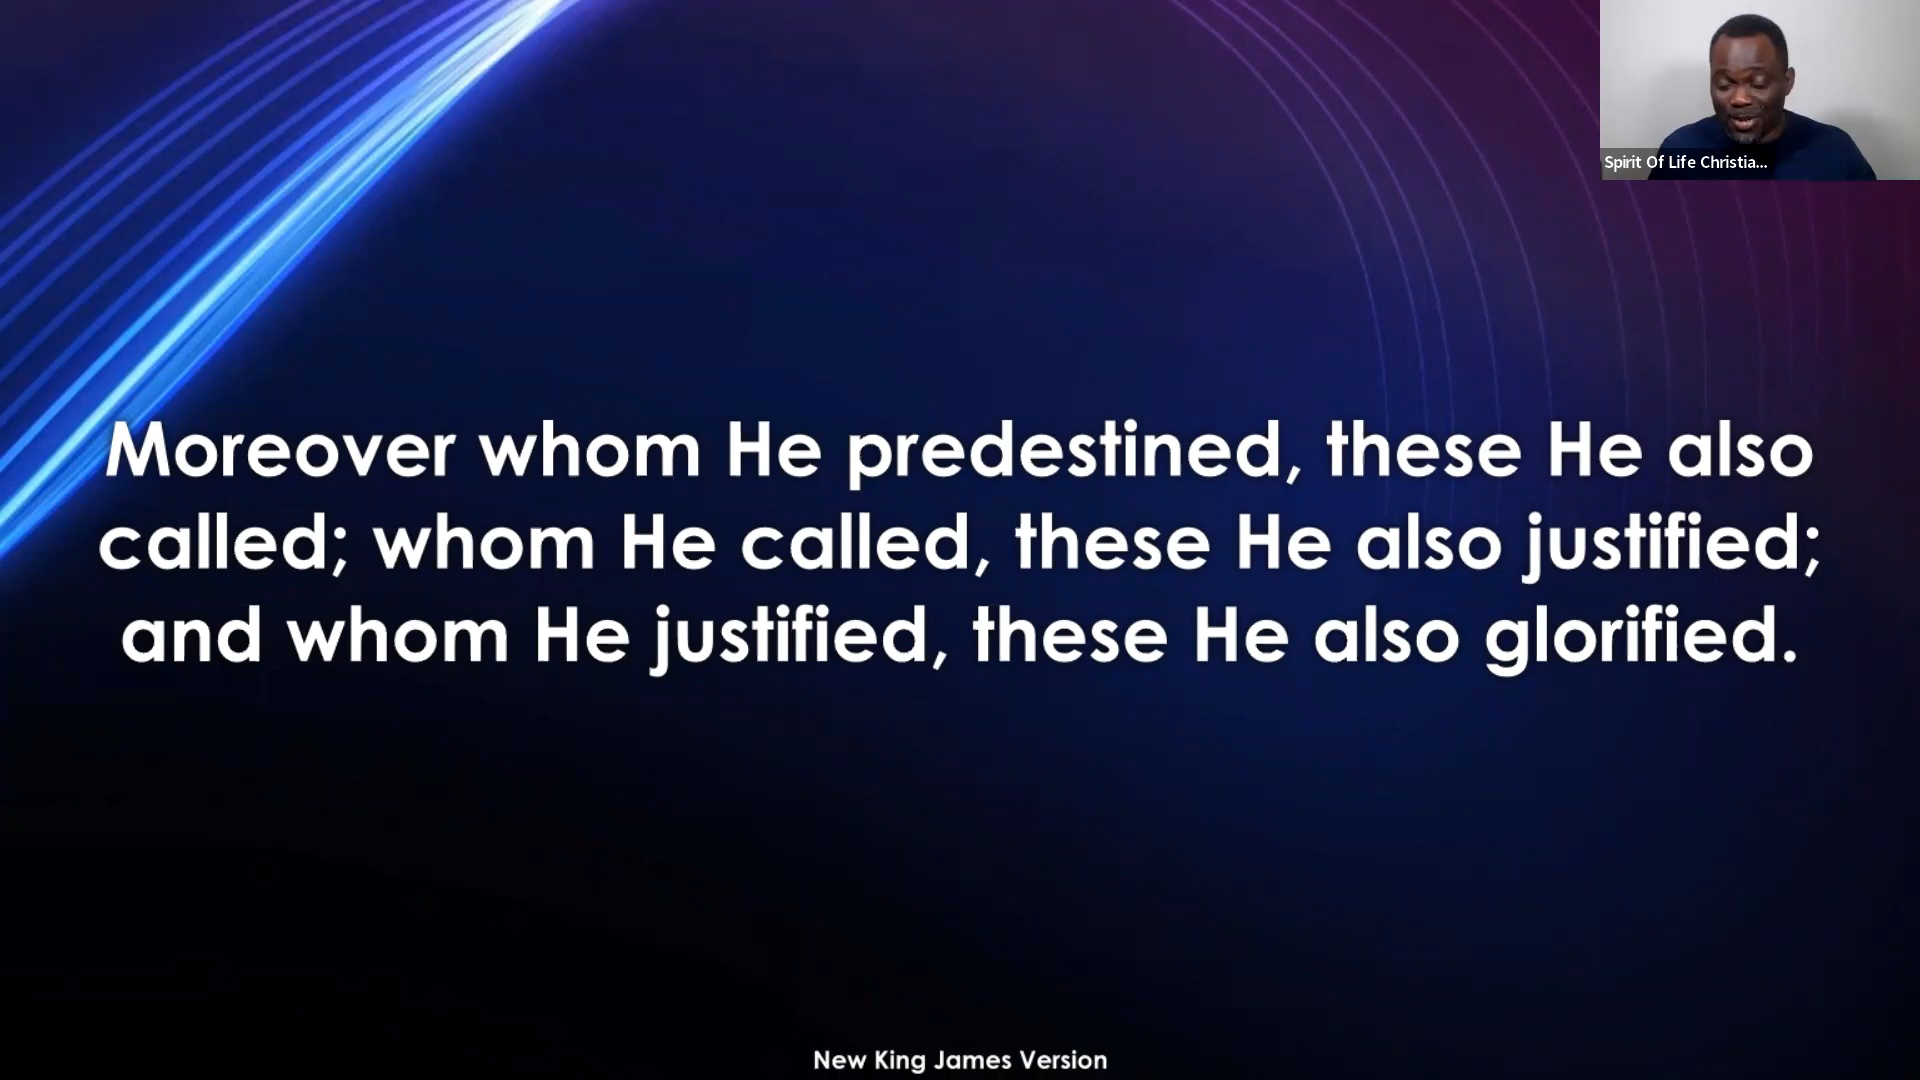 Spirit Of Life Christia...
Moreover whom He predestined, these He also
called; whom He called, these He also justified;
and whom He justified, these He also glorified.
New King James Version